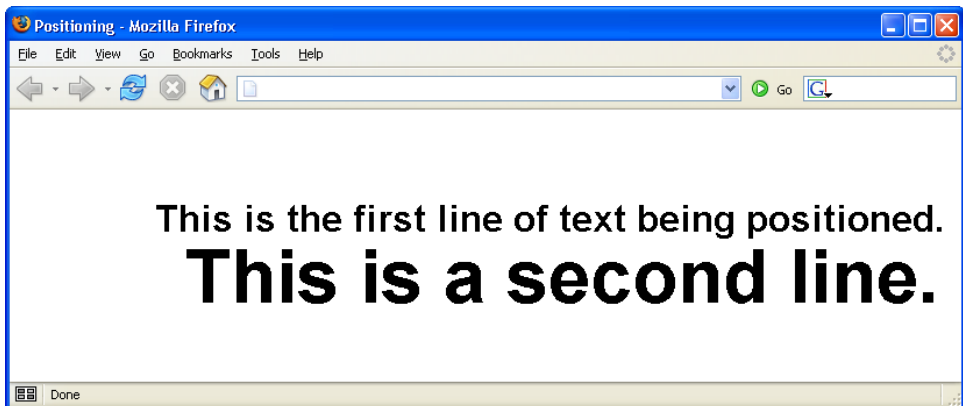 Positioning - Mozilla Firefox
File Edit View Go Bookmarks Tools Help
Go G
This is the first line of text being positioned.
This is a second line.
Done